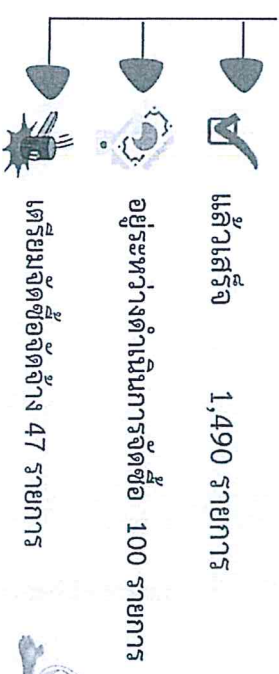 แล้วเสร็จ 1,490 รายการ
อยู่ระหว่างดำเนินการจัดซื้อ 100 รายการ
เตรียมจัดซื้อจัดจ้าง 47 รายการ